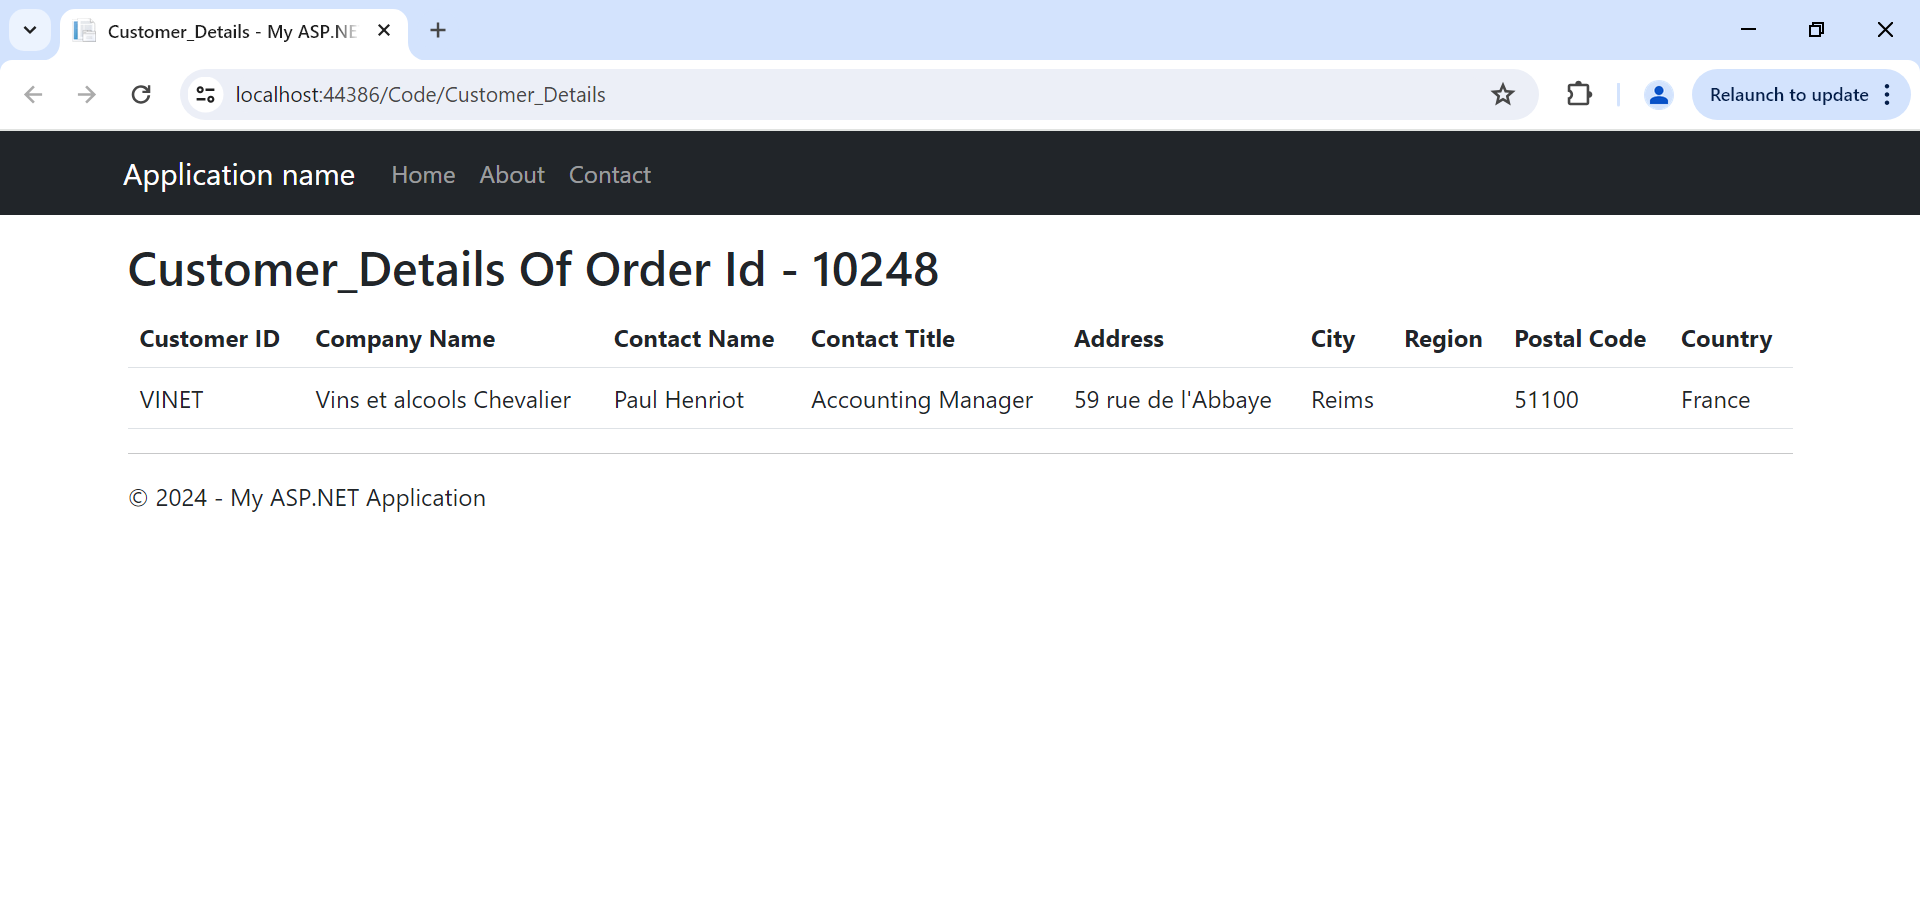 Customer_Details - My ASP.NE
localhost:44386/Code/Customer_Details
Relaunch to update
Application name Home About Contact
Customer_Details Of Order Id - 10248
Customer ID Company Name Contact Name Contact Title Address City Region Postal Code Country
VINET Vins et alcools Chevalier Paul Henriot Accounting Manager 59 rue de l'Abbaye Reims 51100 France
© 2024 - My ASP.NET Application